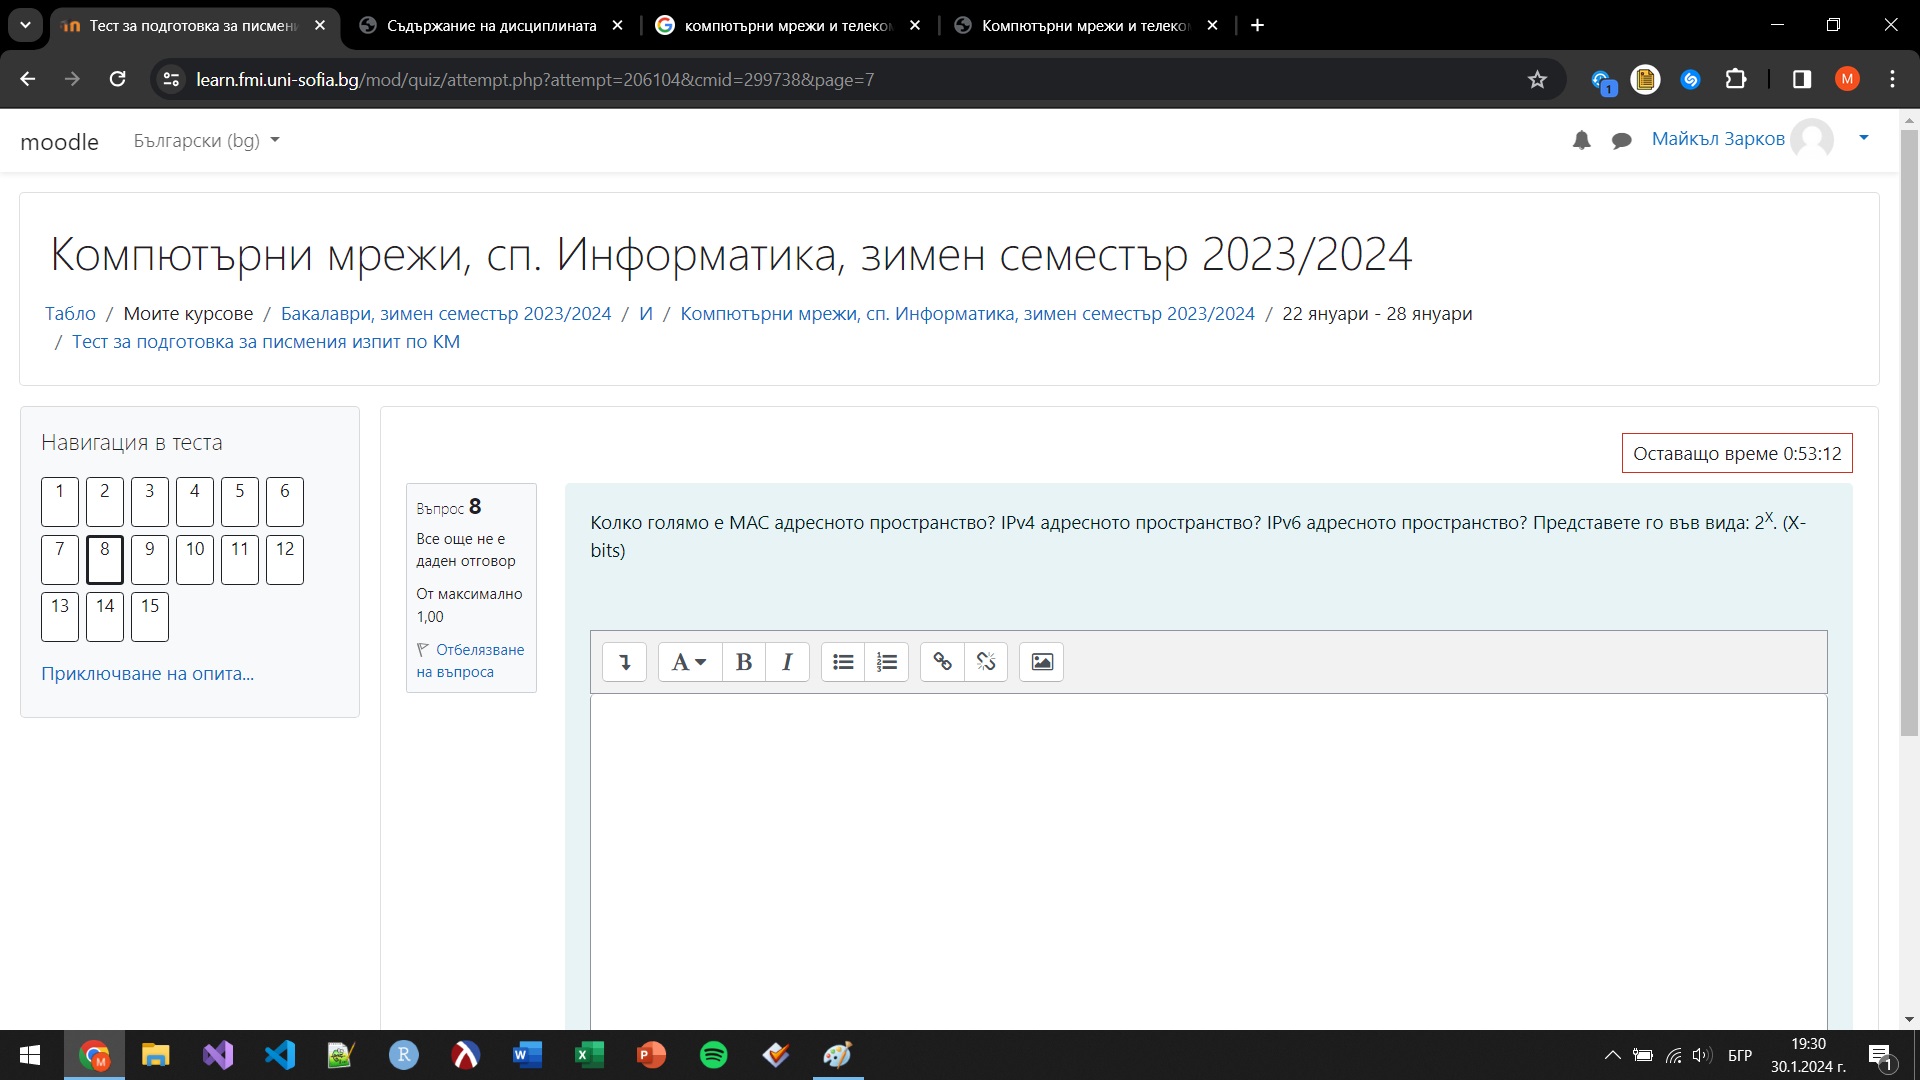 Тест за подготовка за писмен
Съдържание на дисциплината
компютърни мрежи и телеко
Компютърни мрежи и телеко
learn.fmi.uni-sofia.bg/mod/quiz/attempt.php?attempt=206104&cmid=299738&page=7
1
M
moodle
Български (bg)
Майкъл Зарков
Компютърни мрежи, сп. Информатика, зимен семестър 2023/2024
Табло / Моите курсове / Бакалаври, зимен семестър 2023/2024 / И / Компютърни мрежи, сп. Информатика, зимен семестър 2023/2024 / 22 януари - 28 януари
/ Тест за подготовка за писмения изпит по КМ
Навигация в теста
1 2 3 4 5 6
7 8 9 10 11 12
13 14 15
Приключване на опита...
Оставащо време 0:53:12
Въпрос 8
Все още не е
даден отговор
От максимално
1,00
Отбелязване
на въпроса
Колко голямо е MAC адресното пространство? IPv4 адресното пространство? IPv6 адресното пространство? Представете го във вида: 2^X. (X-
bits)
A B I
БГР
19:30
30.1.2024 г.
1